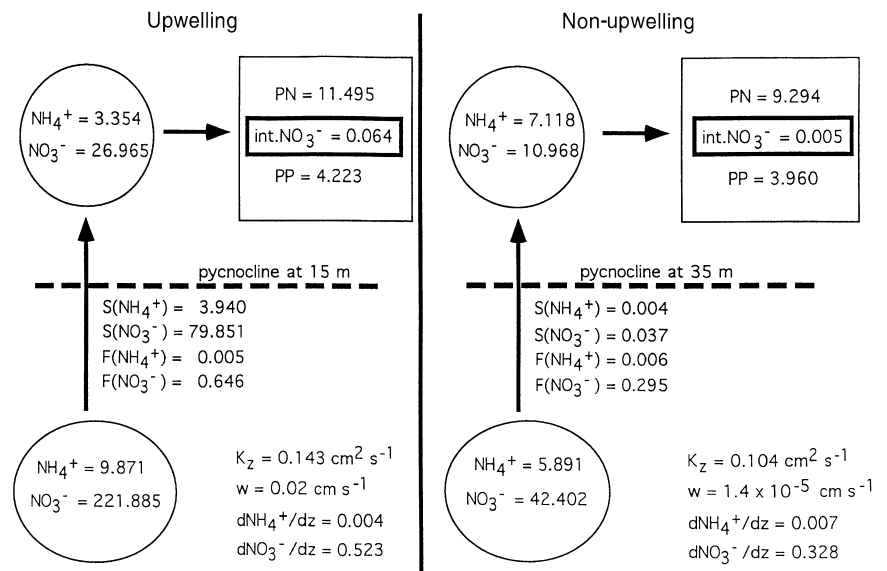 Upwelling
NH₄⁺ = 3.354
NO₃⁻ = 26.965
PN = 11.495
int.NO₃⁻ = 0.064
PP = 4.223
pycnocline at 15 m
S(NH₄⁺) = 3.940
S(NO₃⁻) = 79.851
F(NH₄⁺) = 0.005
F(NO₃⁻) = 0.646
NH₄⁺ = 9.871
NO₃⁻ = 221.885
K_z = 0.143 cm² s⁻¹
w = 0.02 cm s⁻¹
dNH₄⁺/dz = 0.004
dNO₃⁻/dz = 0.523
Non-upwelling
NH₄⁺ = 7.118
NO₃⁻ = 10.968
PN = 9.294
int.NO₃⁻ = 0.005
PP = 3.960
pycnocline at 35 m
S(NH₄⁺) = 0.004
S(NO₃⁻) = 0.037
F(NH₄⁺) = 0.006
F(NO₃⁻) = 0.295
NH₄⁺ = 5.891
NO₃⁻ = 42.402
K_z = 0.104 cm² s⁻¹
w = 1.4 x 10⁻⁵ cm s⁻¹
dNH₄⁺/dz = 0.007
dNO₃⁻/dz = 0.328